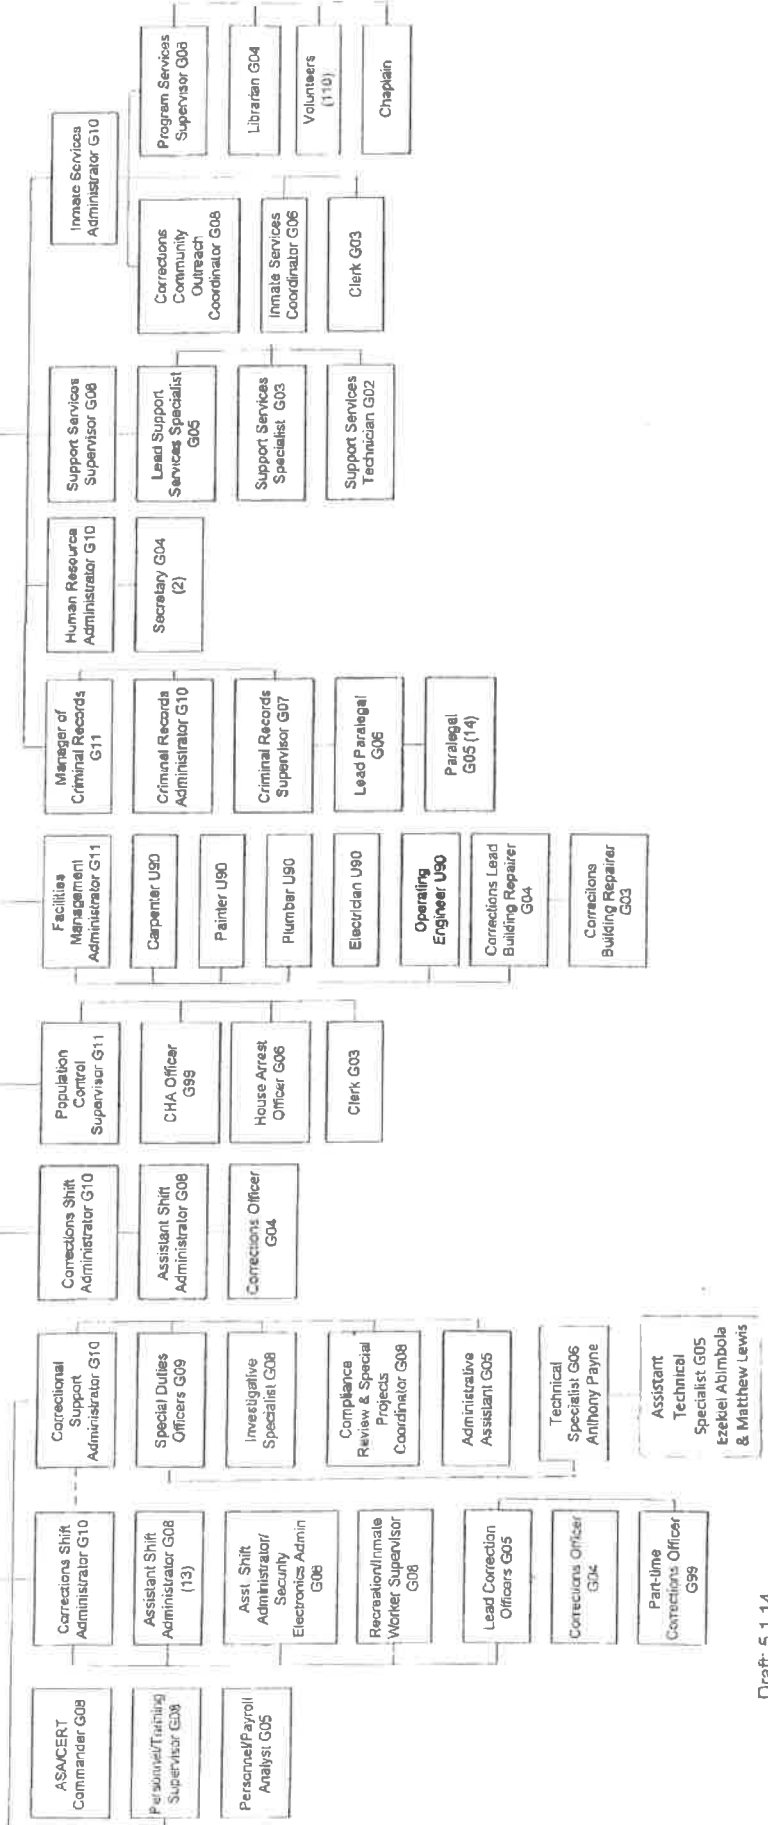 ASA/CERT
Commander G08
Personnel/Training
Supervisor G08
Personnel/Payroll
Analyst G05
Corrections Shift
Administrator G10
Assistant Shift
Administrator G08
(13)
Asst. Shift
Administrator/
Security
Electronics Admin
G08
Recreation/Inmate
Worker Supervisor
G08
Lead Correction
Officers G05
Corrections Officer
G04
Part-time
Corrections Officer
G99
Correctional
Support
Administrator G10
Special Duties
Officers G09
Investigative
Specialist G08
Compliance
Review & Special
Projects
Coordinator G08
Administrative
Assistant G05
Technical
Specialist G06
Anthony Payne
Assistant
Technical
Specialist G05
Ezekiel Abimbola
& Matthew Lewis
Corrections Shift
Administrator G10
Assistant Shift
Administrator G08
Corrections Officer
G04
Population
Control
Supervisor G11
CHA Officer
G99
House Arrest
Officer G06
Clerk G03
Facilities
Management
Administrator G11
Carpenter U90
Painter U90
Plumber U90
Electrician U90
Operating
Engineer U90
Corrections Lead
Building Repairer
G04
Correcitons
Building Repairer
G03
Manager of
Criminal Records
G11
Criminal Records
Administrator G10
Criminal Records
Supervisor G07
Lead Paralegal
G06
Paralegal
G05 (14)
Human Resource
Administrator G10
Secretary G04
(2)
Support Services
Supervisor G08
Lead Support
Services Specialist
G05
Support Services
Specialist G03
Support Services
Technician G02
Inmate Services
Administrator G10
Corrections
Community
Outreach
Coordinator G08
Inmate Services
Coordinator G06
Clerk G03
Program Services
Supervisor G08
Librarian G04
Volunteers
(110)
Chaplain
Draft: 5.1.14